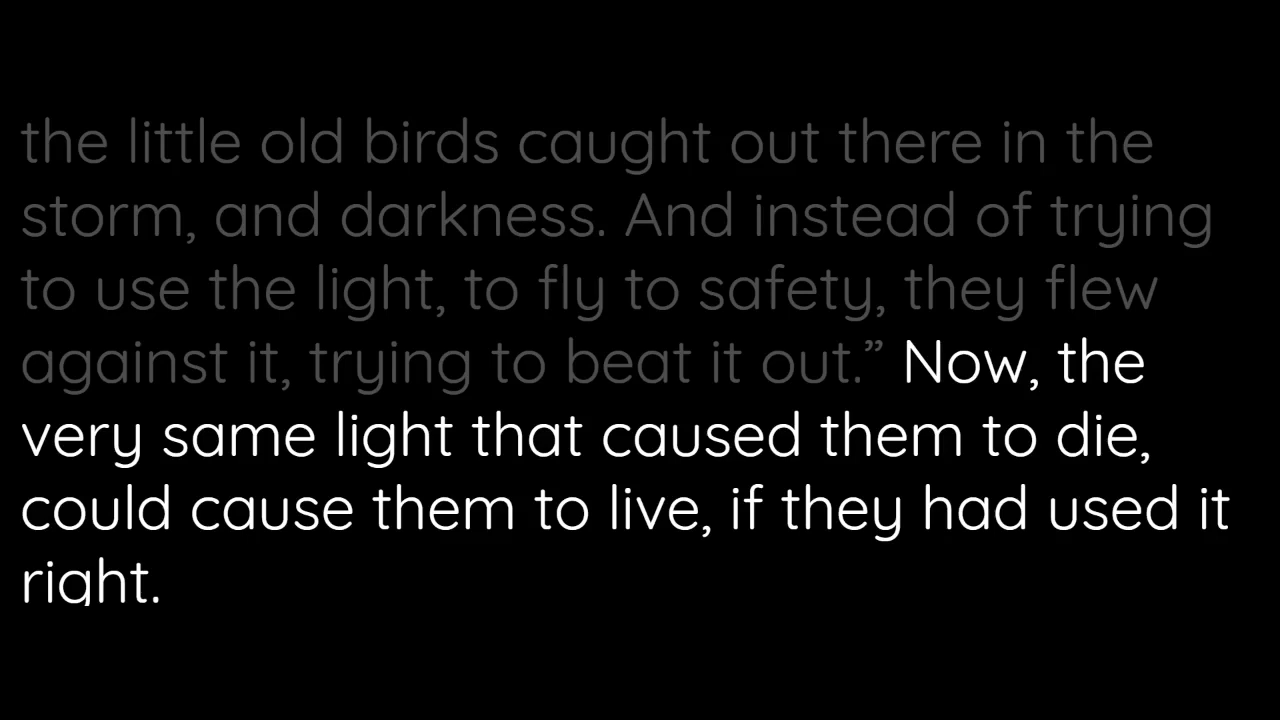 the little old birds caught out there in the
storm, and darkness. And instead of trying
to use the light, to fly to safety, they flew
against it, trying to beat it out.” Now, the
very same light that caused them to die,
could cause them to live, if they had used it
right.